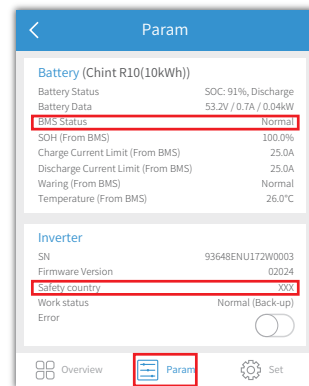 Param
Battery (Chint R10(10kWh))
Battery Status SOC: 91%, Discharge
Battery Data 53.2V / 0.7A / 0.04kW
BMS Status Normal
SOH (From BMS) 100.0%
Charge Current Limit (From BMS) 25.0A
Discharge Current Limit (From BMS) 25.0A
Waring (From BMS) Normal
Temperature (From BMS) 26.0°C
Inverter
SN 93648ENU172W0003
Firmware Version 02024
Safety country XXX
Work status Normal (Back-up)
Error
Overview Param Set